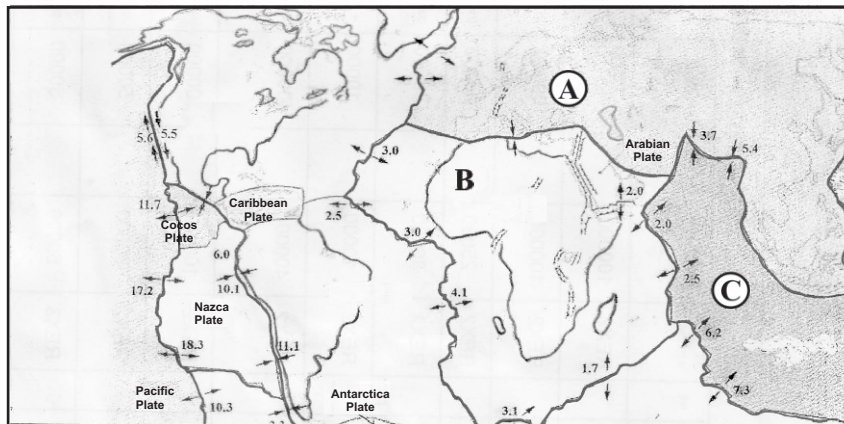 A
5.6
5.5
3.0
B
Arabian
Plate
3.7
5.4
11.7
Cocos
Plate
Caribbean
Plate
2.5
3.0
2.0
2.0
6.0
10.1
17.2
Nazca
Plate
4.1
2.5
C
18.3
11.1
6.2
1.7
Pacific
Plate
10.3
Antarctica
Plate
3.1
7.3